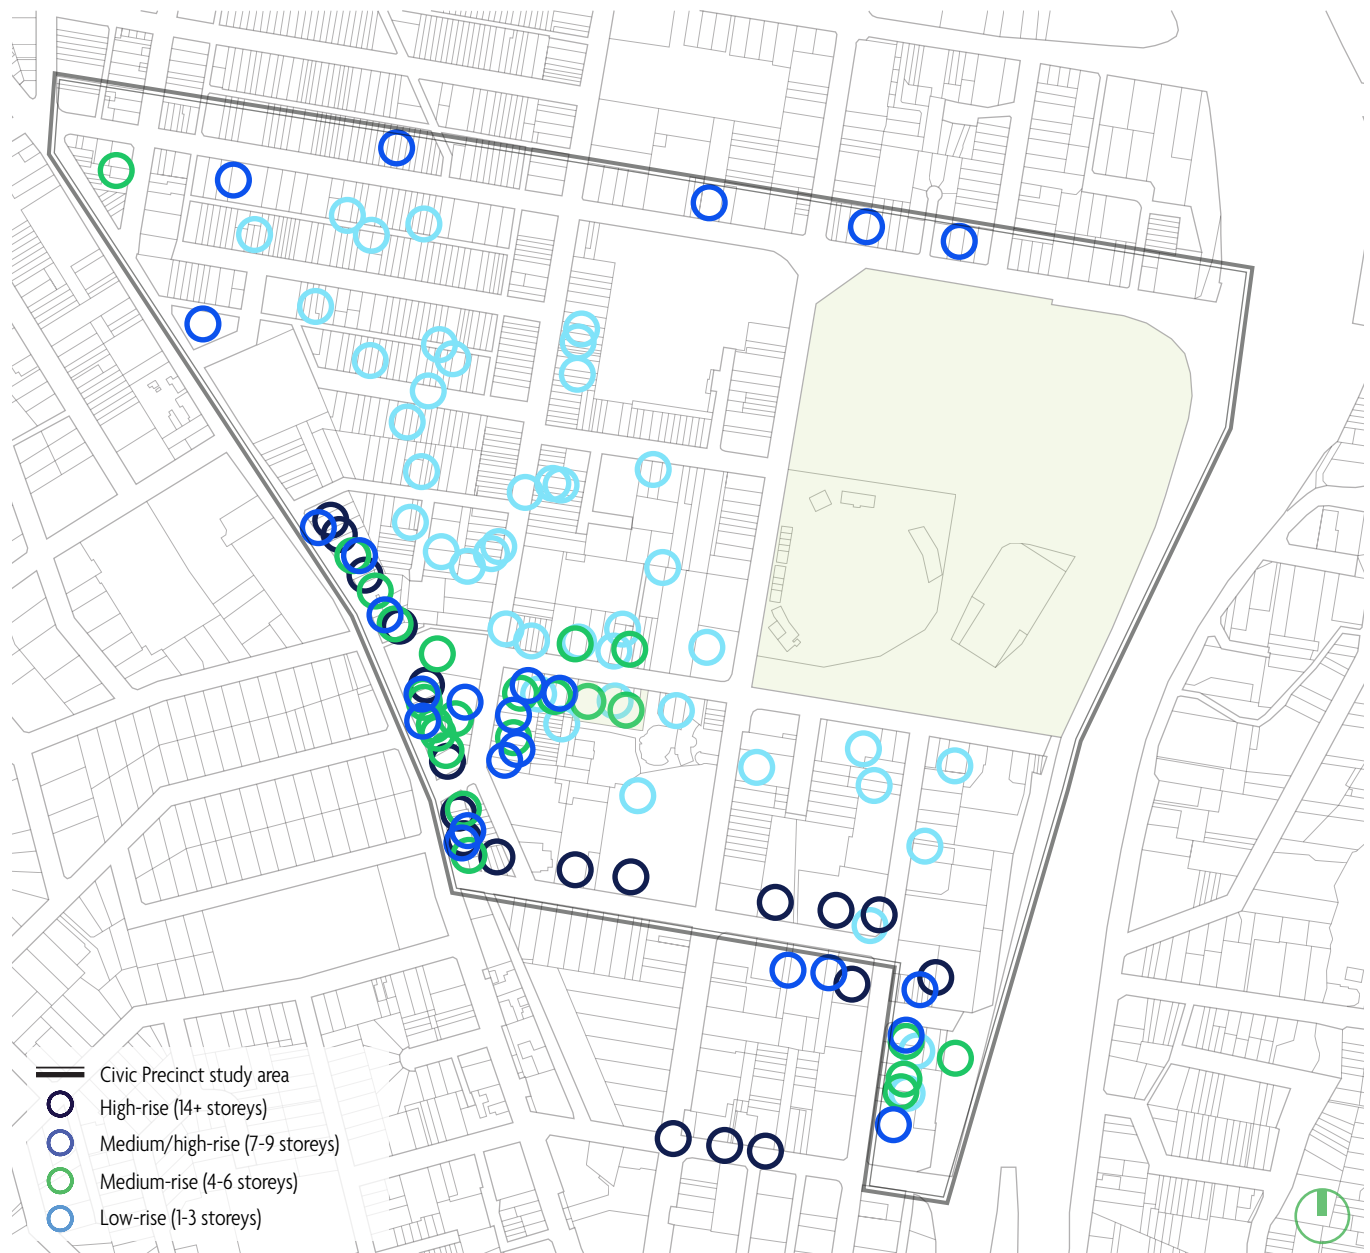 Civic Precinct study area
High-rise (14+ storeys)
Medium/high-rise (7-9 storeys)
Medium-rise (4-6 storeys)
Low-rise (1-3 storeys)